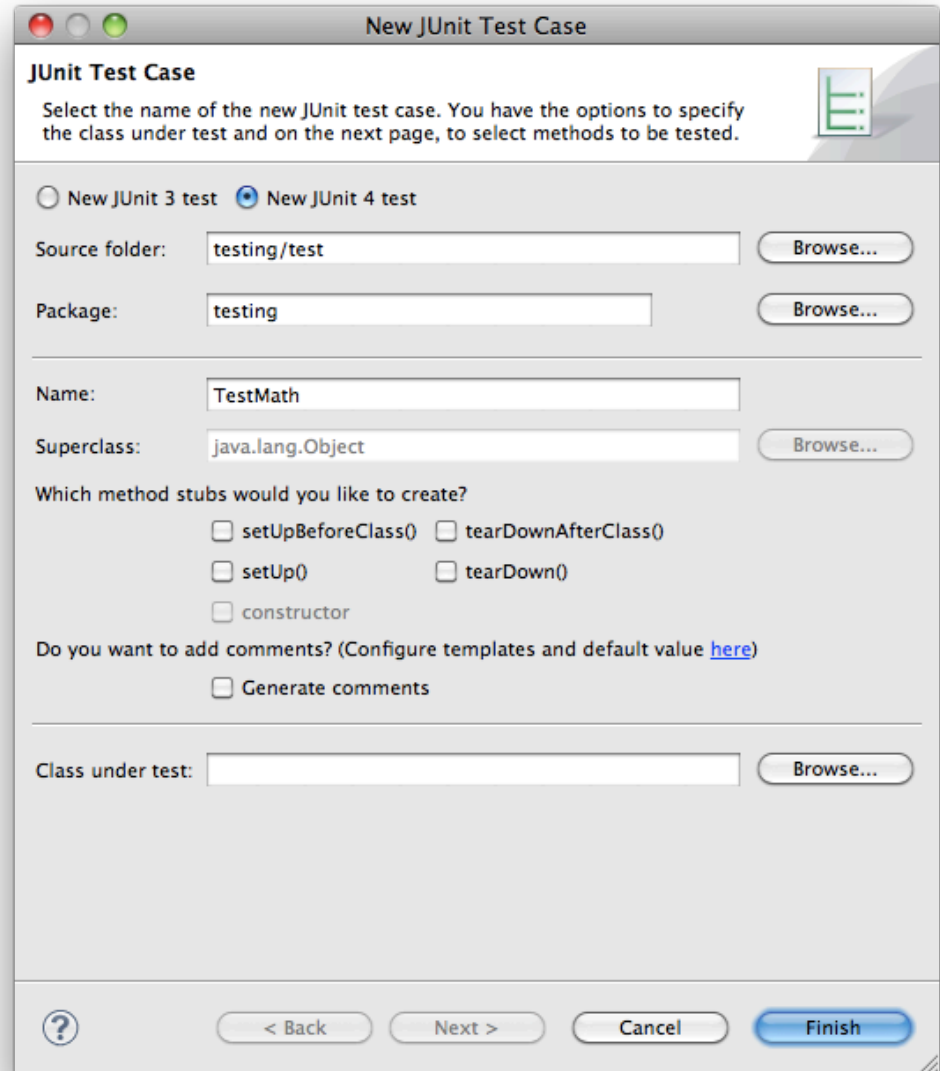 New JUnit Test Case
JUnit Test Case
Select the name of the new JUnit test case. You have the options to specify
the class under test and on the next page, to select methods to be tested.
New JUnit 3 test New JUnit 4 test
Source folder: testing/test Browse...
Package: testing Browse...
Name: TestMath
Superclass: java.lang.Object Browse...
Which method stubs would you like to create?
setUpBeforeClass() tearDownAfterClass()
setUp() tearDown()
constructor
Do you want to add comments? (Configure templates and default value here)
Generate comments
Class under test: Browse...
? < Back Next > Cancel Finish